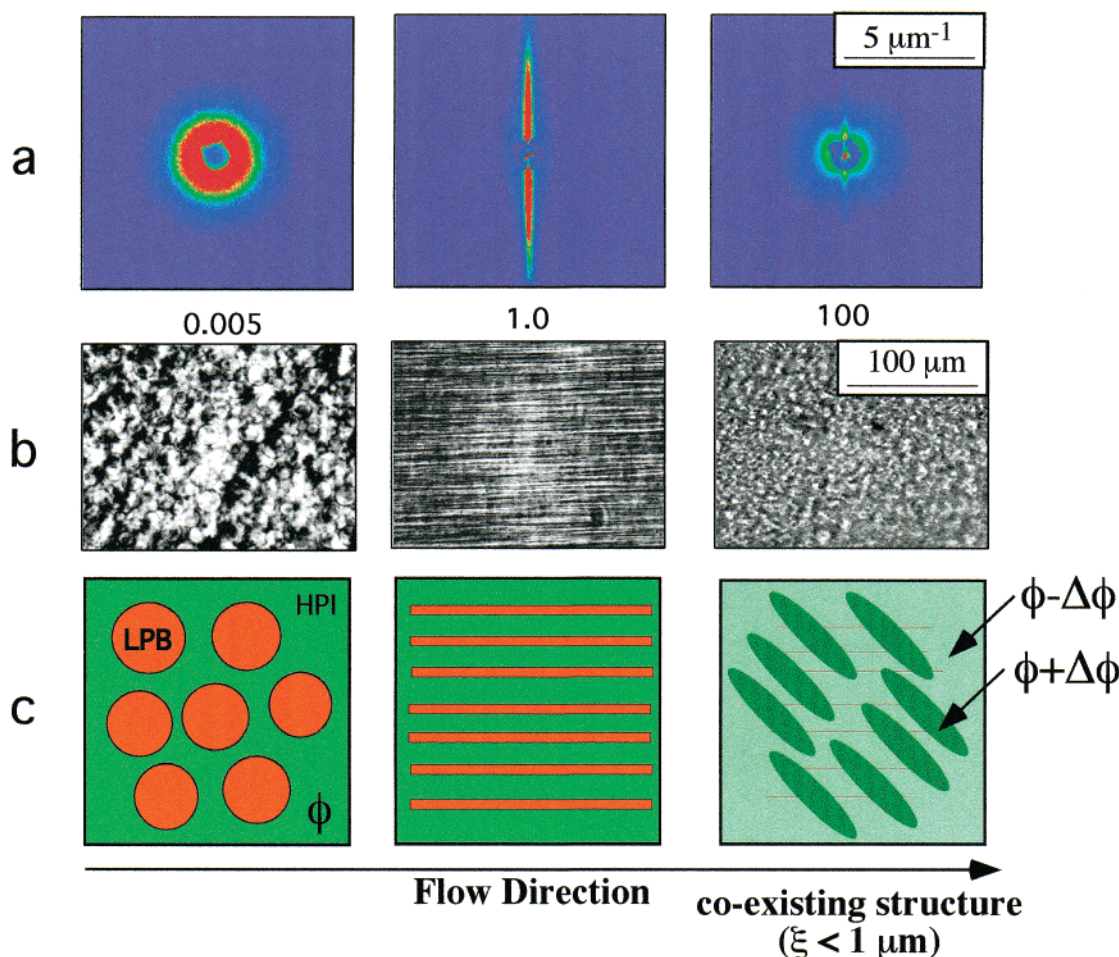 a
5 μm-1
0.005
1.0
100
b
100 μm
c
LPB
HPI
ϕ
ϕ-Δϕ
ϕ+Δϕ
Flow Direction
co-existing structure
(ξ < 1 μm)